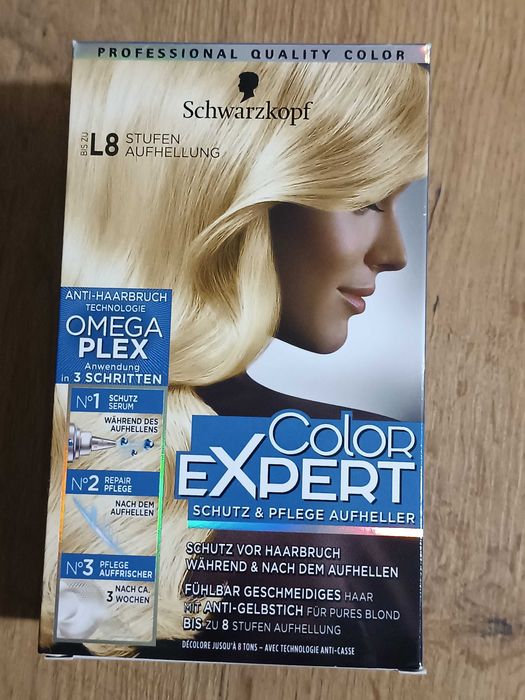 PROFESSIONAL QUALITY COLOR
Schwarzkopf
BIS ZU L8 STUFEN
AUFHELLUNG
ANTI-HAARBRUCH
TECHNOLOGIE
OMEGA
PLEX
Anwendung
in 3 SCHRITTEN
Nº1 SCHUTZ
SERUM
WÄHREND DES
AUFHELLENS
Nº2 REPAIR
PFLEGE
NACH DEM
AUFHELLEN
Nº3 PFLEGE
AUFFRISCHER
NACH CA.
3 WOCHEN
COLOR
EXPERT
SCHUTZ & PFLEGE AUFHELLER
SCHUTZ VOR HAARBRUCH
WÄHREND & NACH DEM AUFHELLEN
FÜHLBAR GESCHMEIDIGES HAAR
MIT ANTI-GELBSTICH FÜR PURES BLOND
BIS ZU 8 STUFEN AUFHELLUNG
DÉCOLORE JUSQU'À 8 TONS – AVEC TECHNOLOGIE ANTI-CASSE